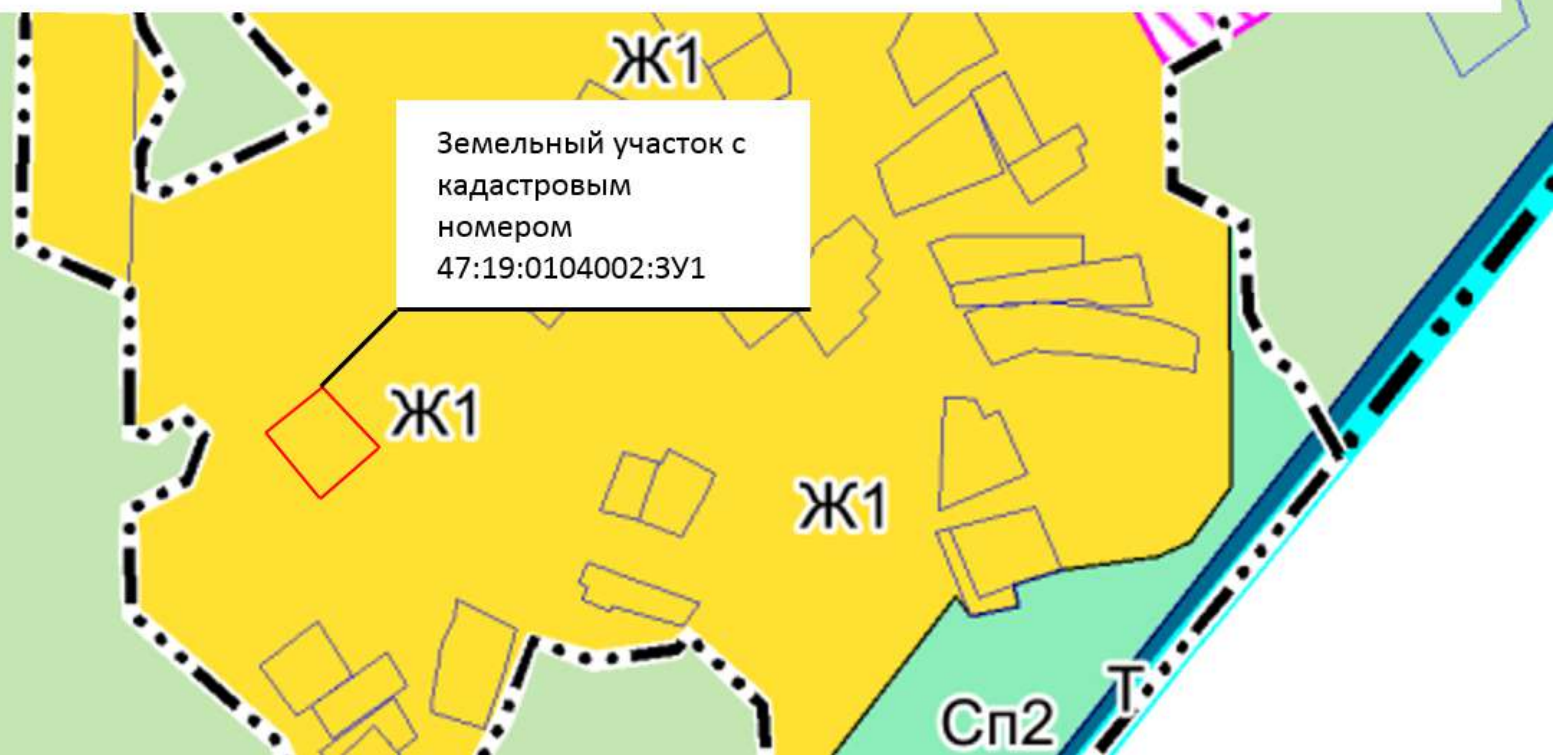 Ж1
Земельный участок с
кадастровым
номером
47:19:0104002:ЗУ1
Ж1
Ж1
Т
Сп2